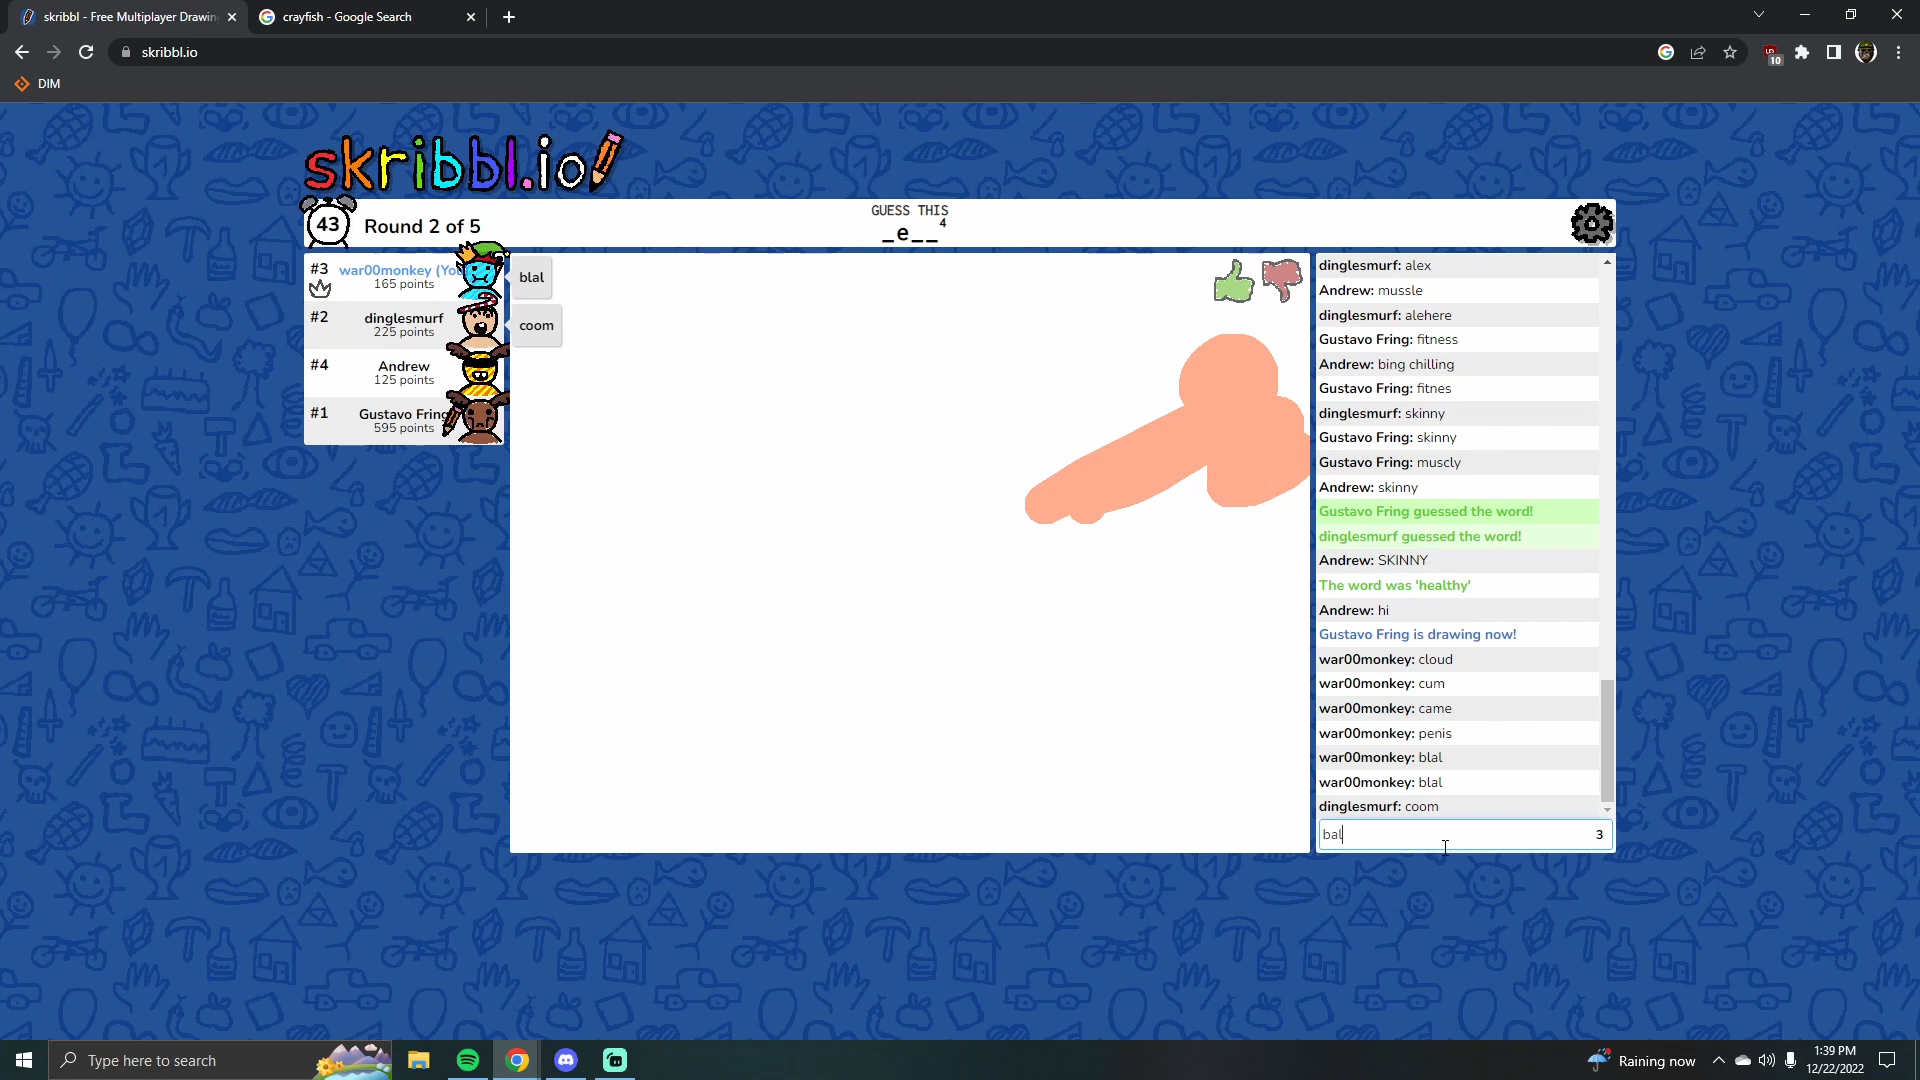 skribbl - Free Multiplayer Drawin
crayfish - Google Search
skribbl.io
10
DIM
skribbl.io
43
Round 2 of 5
GUESS THIS
_e__ 4
#3
war00monkey (You
165 points
blal
#2
dinglesmurf
225 points
coom
#4
Andrew
125 points
#1
Gustavo Fring
595 points
dinglesmurf: alex
Andrew: mussle
dinglesmurf: alehere
Gustavo Fring: fitness
Andrew: bing chilling
Gustavo Fring: fitnes
dinglesmurf: skinny
Gustavo Fring: skinny
Gustavo Fring: muscly
Andrew: skinny
Gustavo Fring guessed the word!
dinglesmurf guessed the word!
Andrew: SKINNY
The word was 'healthy'
Andrew: hi
Gustavo Fring is drawing now!
war00monkey: cloud
war00monkey: cum
war00monkey: came
war00monkey: penis
war00monkey: blal
war00monkey: blal
dinglesmurf: coom
bal
3
Type here to search
Raining now
1:39 PM
12/22/2022